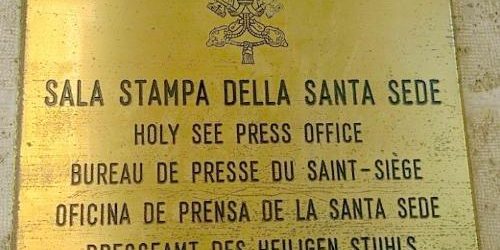 SALA STAMPA DELLA SANTA SEDE
HOLY SEE PRESS OFFICE
BUREAU DE PRESSE DU SAINT-SIÈGE
OFICINA DE PRENSA DE LA SANTA SEDE
PRESSEAMT DES HEILIGEN STUHLS